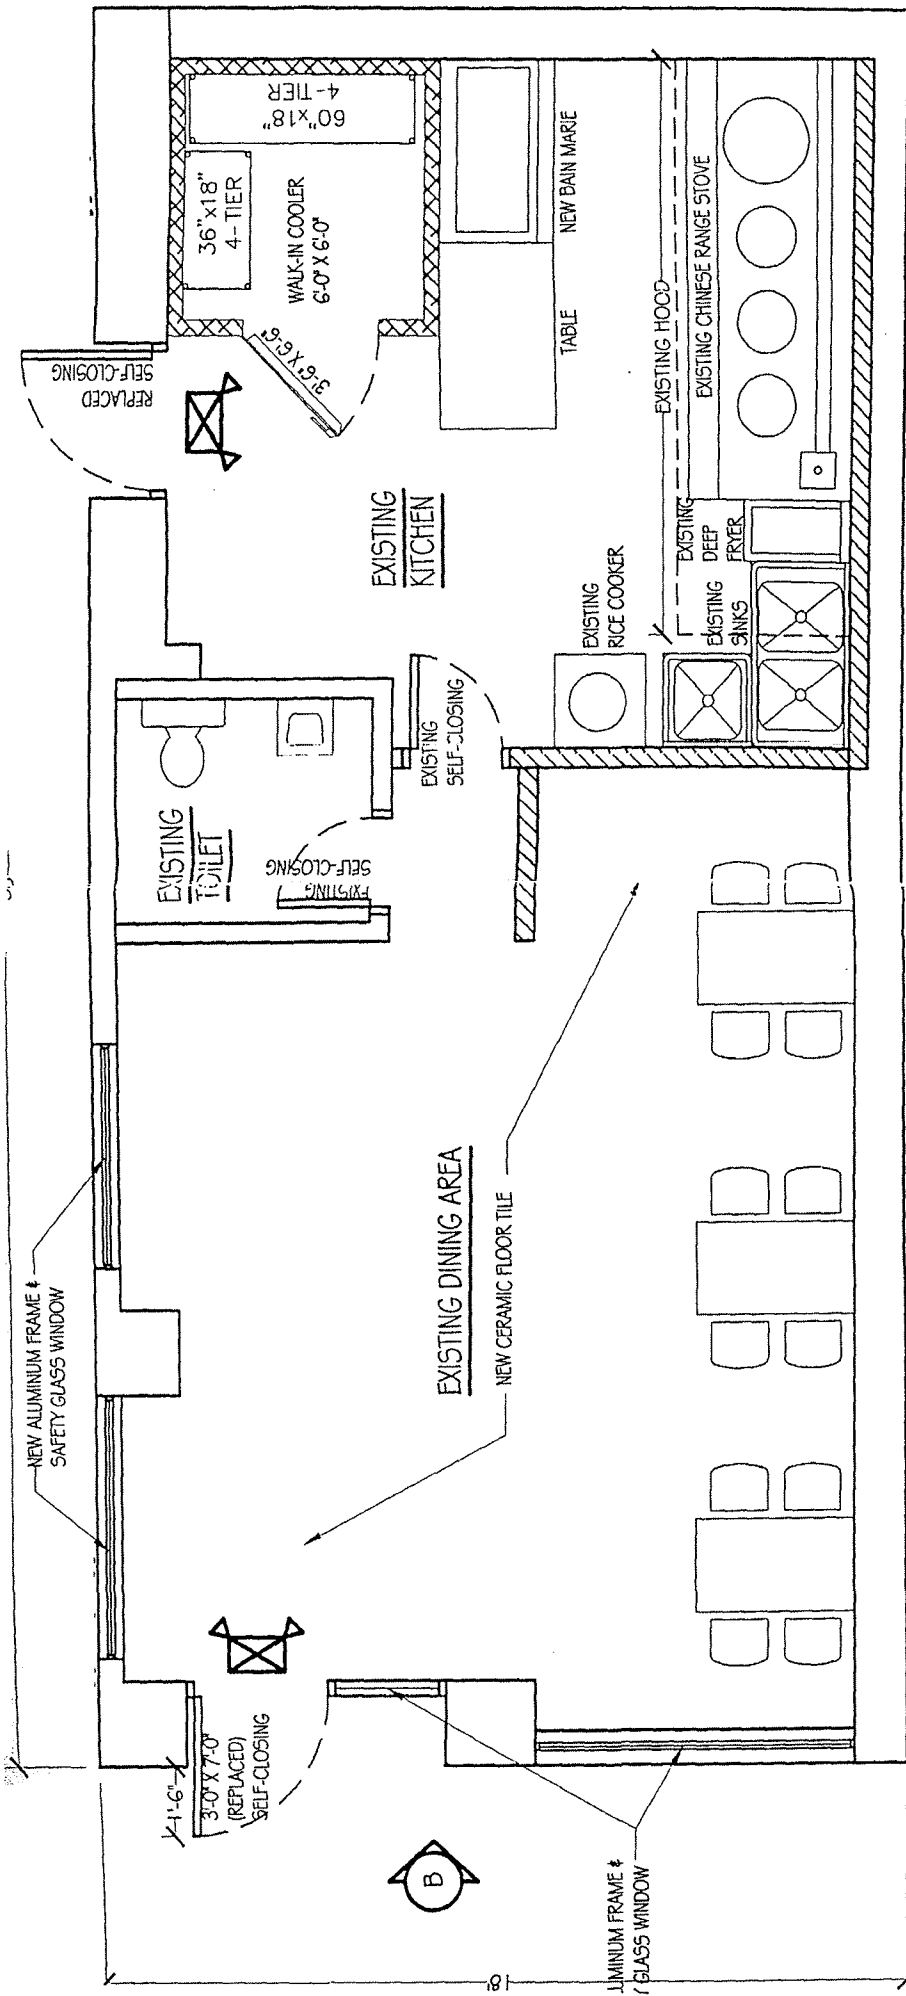 REPLACED
SELF-CLOSING
36"x18"
4-TIER
60"x18"
4-TIER
WALK-IN COOLER
6'-0" X 6'-0"
3'-6" X 6'-6"
TABLE
NEW BAIN MARIE
EXISTING HOOD
EXISTING CHINESE RANGE STOVE
EXISTING
KITCHEN
EXISTING
DEEP
FRYER
EXISTING
RICE COOKER
EXISTING
SINKS
EXISTING
SELF-CLOSING
EXISTING
TOILET
EXISTING
SELF-CLOSING
NEW ALUMINUM FRAME &
SAFETY GLASS WINDOW
EXISTING DINING AREA
NEW CERAMIC FLOOR TILE
1'-6"
3'-0" X 7'-0"
(REPLACED)
SELF-CLOSING
B
UMINUM FRAME &
GLASS WINDOW
18'